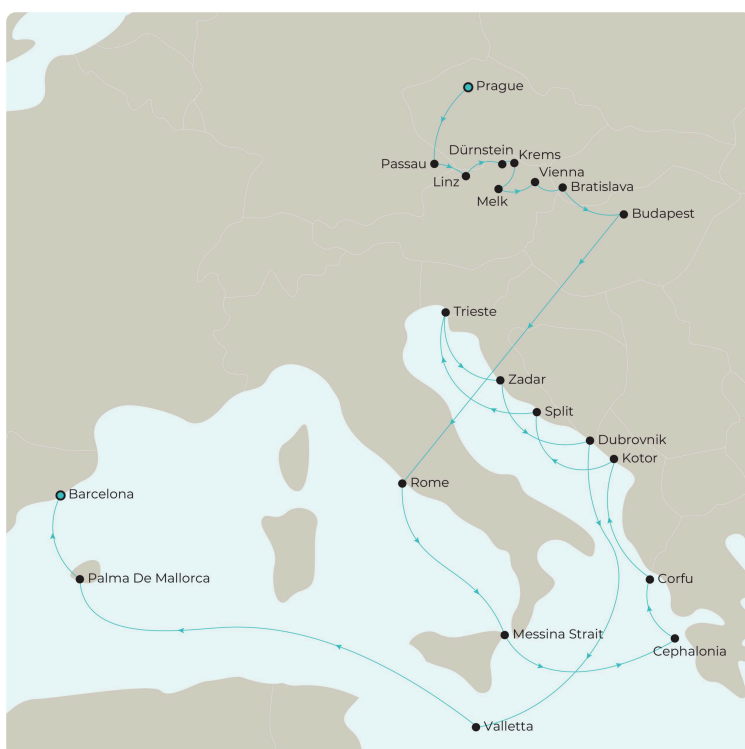 Prague
Dürnstein
Krems
Passau
Linz
Vienna
Melk
Bratislava
Budapest
Trieste
Zadar
Split
Dubrovnik
Kotor
Rome
Barcelona
Palma De Mallorca
Corfu
Messina Strait
Cephalonia
Valletta